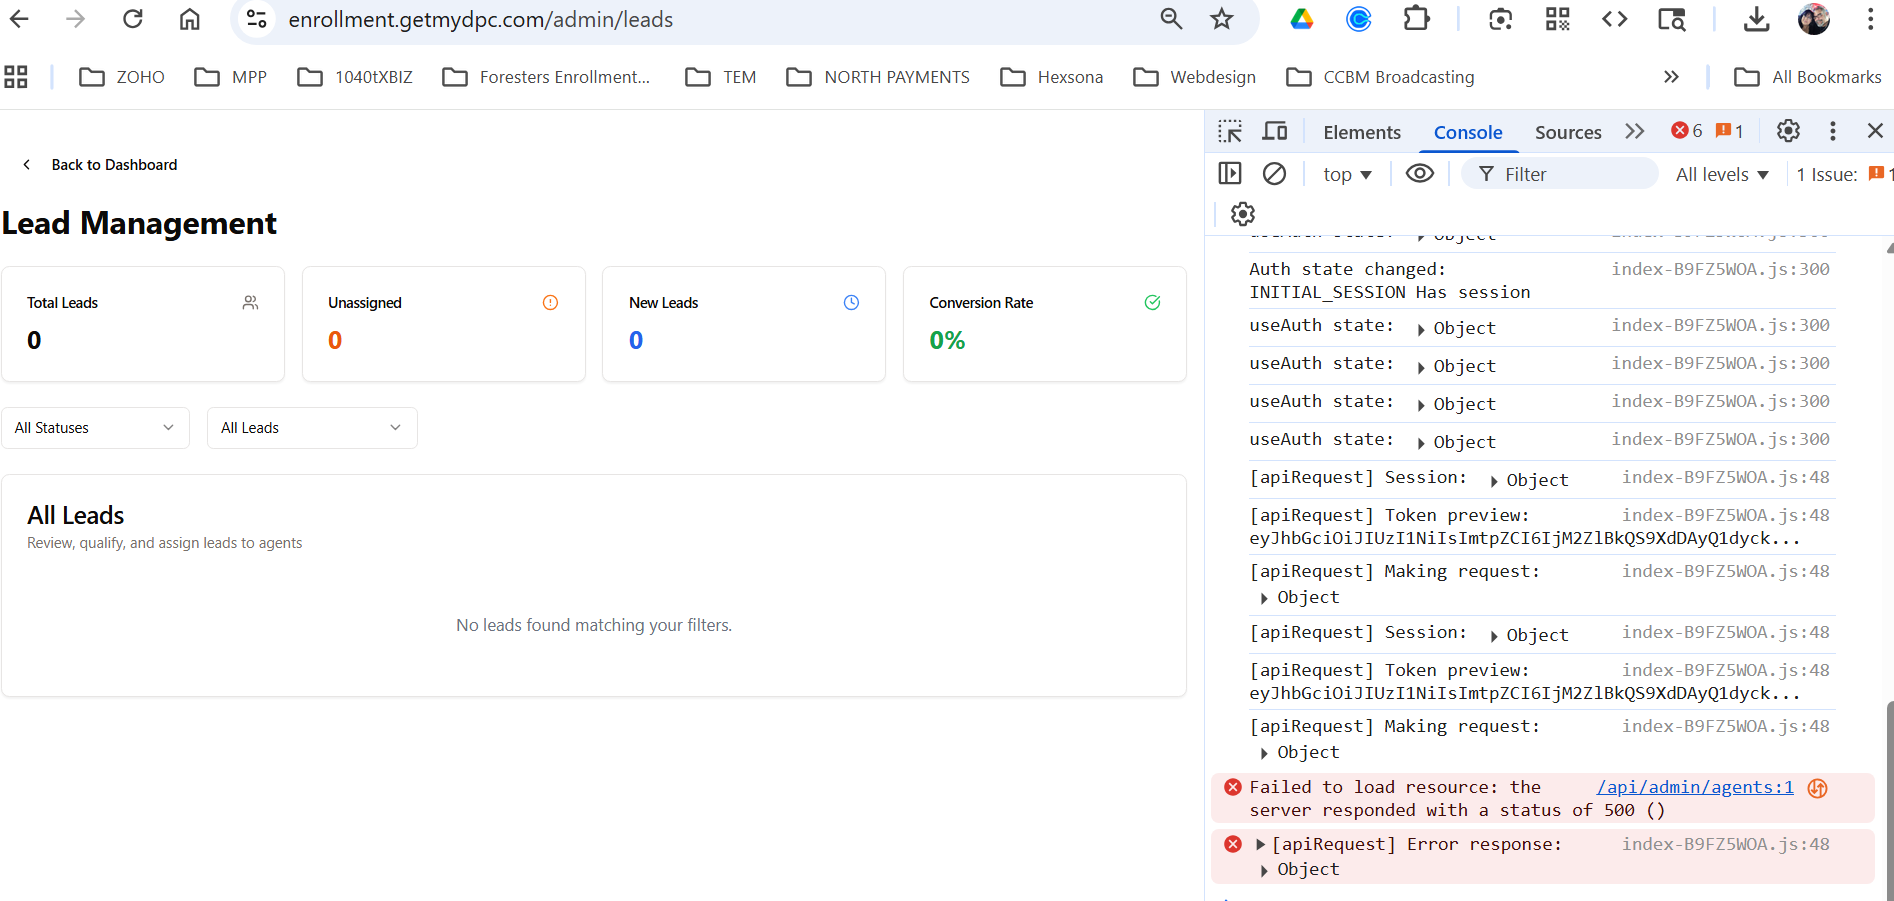 enrollment.getmydpc.com/admin/leads
ZOHO MPP 1040tXBIZ Foresters Enrollment... TEM NORTH PAYMENTS Hexsona Webdesign CCBM Broadcasting » All Bookmarks
Back to Dashboard
Lead Management
Total Leads
0
Unassigned
0
New Leads
0
Conversion Rate
0%
All Statuses
All Leads
All Leads
Review, qualify, and assign leads to agents
No leads found matching your filters.
Elements Console Sources 6 1
top Filter All levels 1 Issue: 1
useAuth state: Object
Auth state changed: index-B9FZ5WOA.js:300
INITIAL_SESSION Has session
useAuth state: Object index-B9FZ5WOA.js:300
useAuth state: Object index-B9FZ5WOA.js:300
useAuth state: Object index-B9FZ5WOA.js:300
useAuth state: Object index-B9FZ5WOA.js:300
[apiRequest] Session: Object index-B9FZ5WOA.js:48
[apiRequest] Token preview: index-B9FZ5WOA.js:48
eyJhbGciOiJIUzI1NiIsImtpZCI6IjM2ZlBkQS9XdDAyQ1dyck...
[apiRequest] Making request: index-B9FZ5WOA.js:48
Object
[apiRequest] Session: Object index-B9FZ5WOA.js:48
[apiRequest] Token preview: index-B9FZ5WOA.js:48
eyJhbGciOiJIUzI1NiIsImtpZCI6IjM2ZlBkQS9XdDAyQ1dyck...
[apiRequest] Making request: index-B9FZ5WOA.js:48
Object
Failed to load resource: the /api/admin/agents:1
server responded with a status of 500 ()
[apiRequest] Error response: index-B9FZ5WOA.js:48
Object